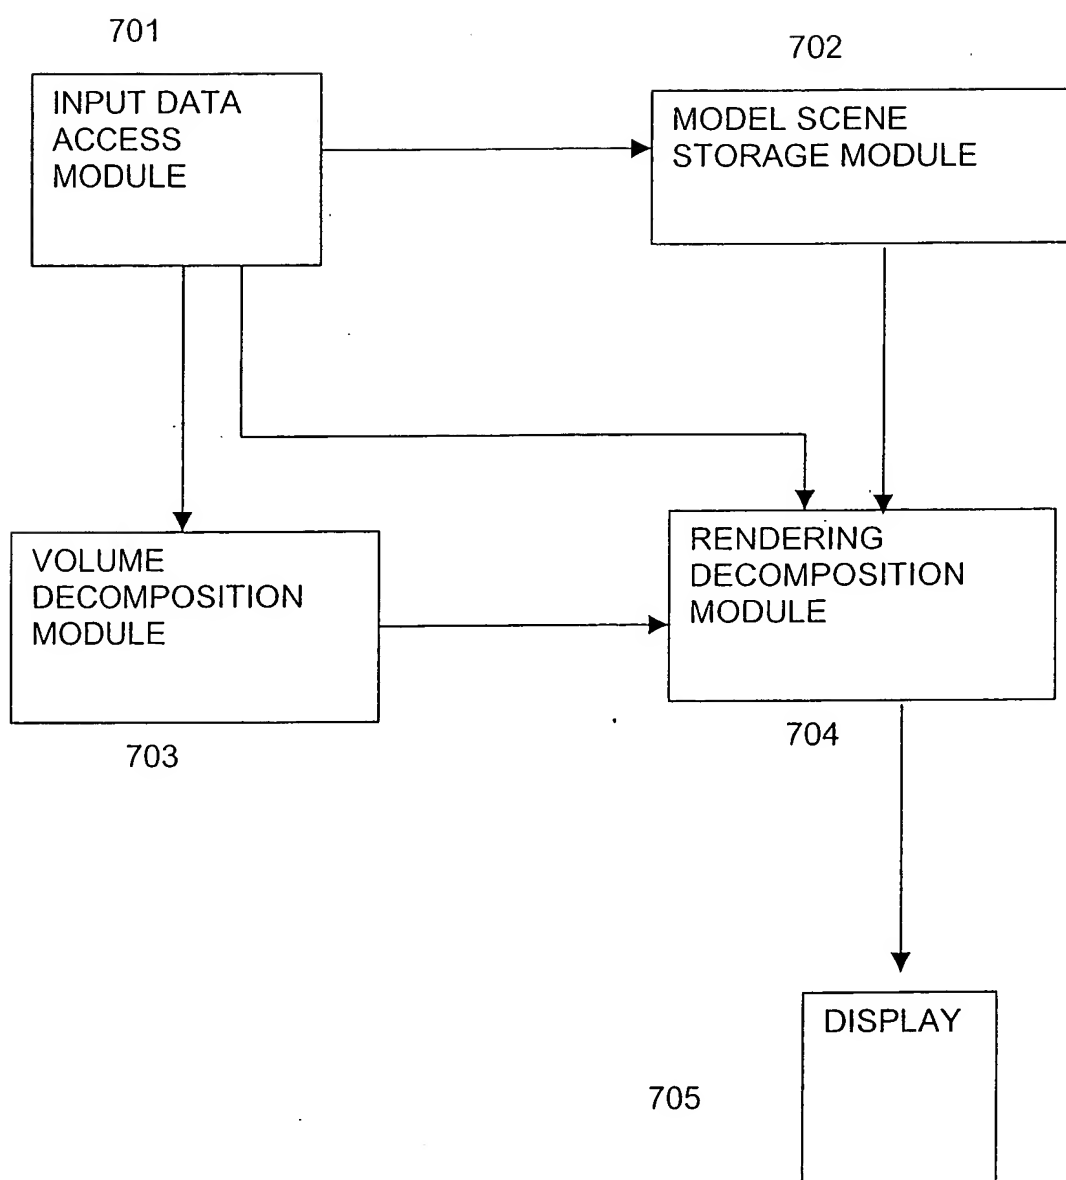 701
702
INPUT DATA
ACCESS
MODULE
MODEL SCENE
STORAGE MODULE
VOLUME
DECOMPOSITION
MODULE
RENDERING
DECOMPOSITION
MODULE
703
704
DISPLAY
705